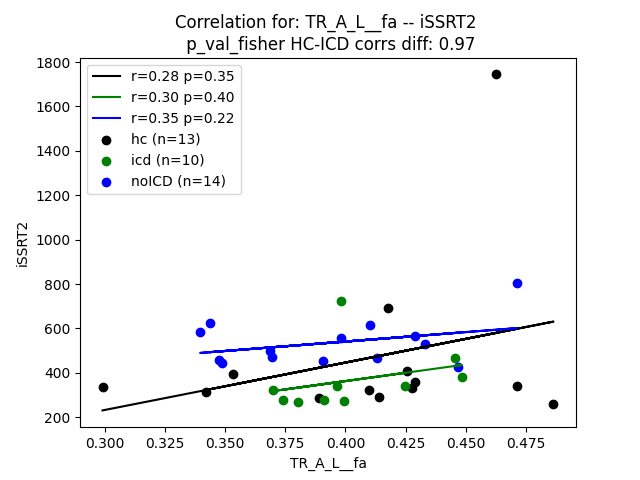 Correlation for: TR_A_L__fa -- iSSRT2
p_val_fisher HC-ICD corrs diff: 0.97
1800
1600
1400
1200
1000
800
600
400
200
iSSRT2
r=0.28 p=0.35
r=0.30 p=0.40
r=0.35 p=0.22
hc (n=13)
icd (n=10)
noICD (n=14)
0.300 0.325 0.350 0.375 0.400 0.425 0.450 0.475
TR_A_L__fa